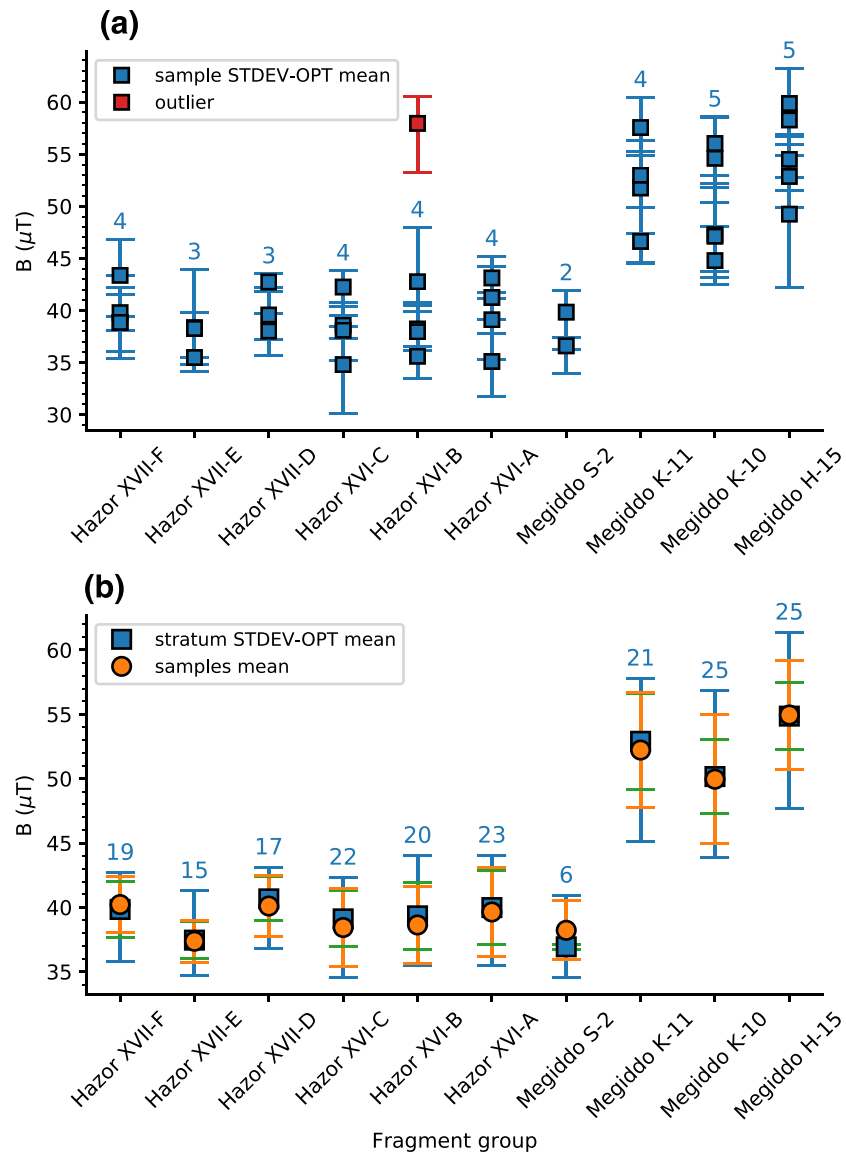 (a)
sample STDEV-OPT mean
outlier
B (μT)
60
55
50
45
40
35
30
4
3
3
4
4
4
2
4
5
5
Hazor XVII-F
Hazor XVII-E
Hazor XVII-D
Hazor XVI-C
Hazor XVI-B
Hazor XVI-A
Megiddo S-2
Megiddo K-11
Megiddo K-10
Megiddo H-15
(b)
stratum STDEV-OPT mean
samples mean
B (μT)
60
55
50
45
40
35
19
15
17
22
20
23
6
21
25
25
Hazor XVII-F
Hazor XVII-E
Hazor XVII-D
Hazor XVI-C
Hazor XVI-B
Hazor XVI-A
Megiddo S-2
Megiddo K-11
Megiddo K-10
Megiddo H-15
Fragment group